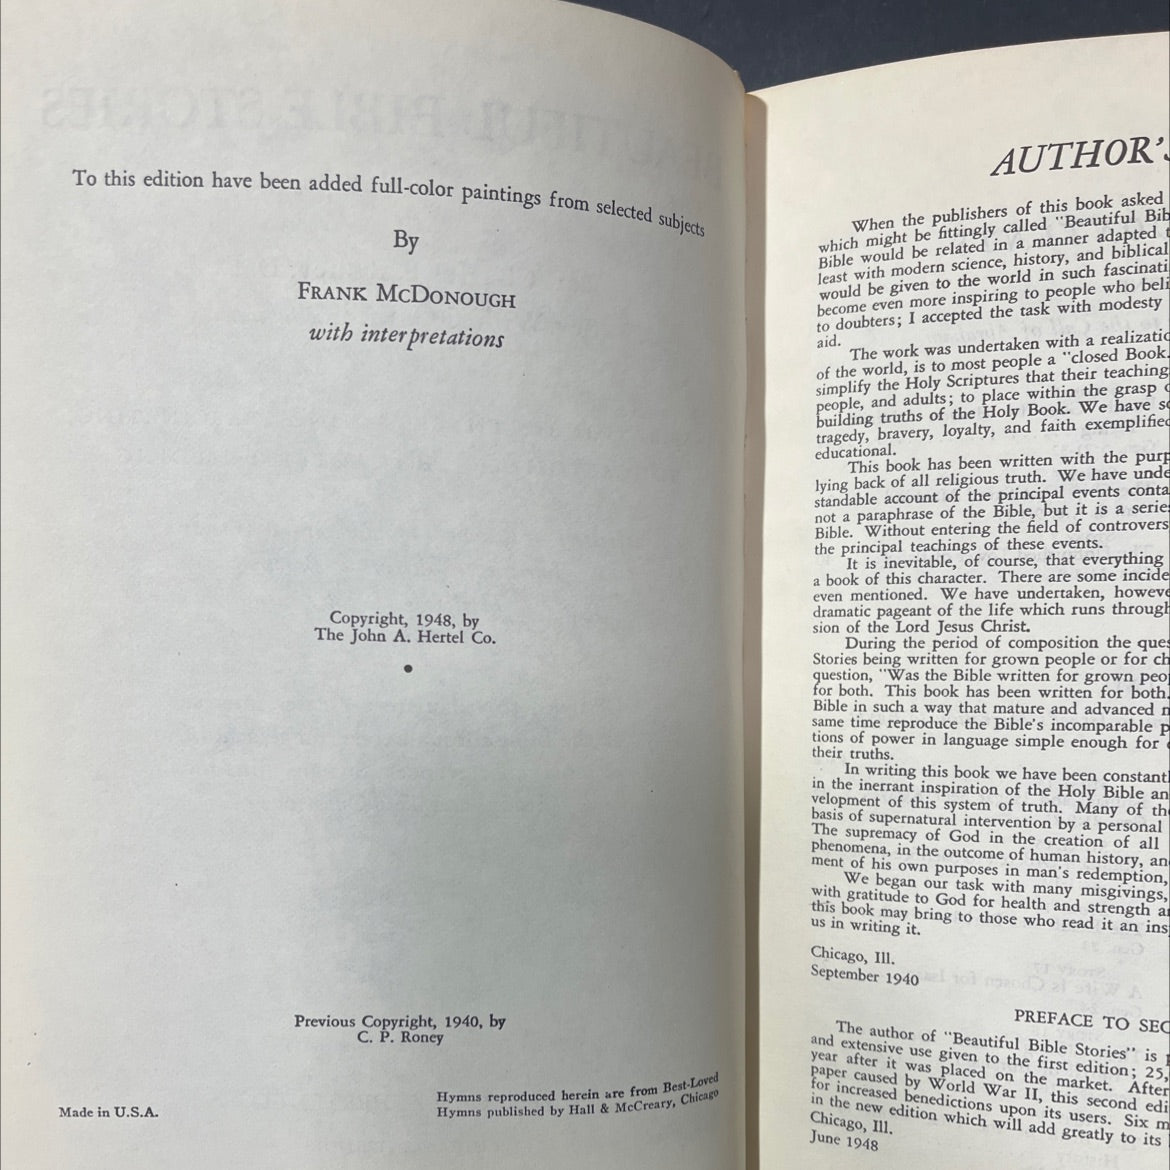 To this edition have been added full-color paintings from selected subjects
By
FRANK MCDONOUGH
with interpretations
Copyright, 1948, by
The John A. Hertel Co.
•
Previous Copyright, 1940, by
C. P. Roney
Made in U.S.A.
Hymns reproduced herein are from Best-Loved
Hymns published by Hall & McCreary, Chicago
AUTHOR'S
When the publishers of this book asked
which might be fittingly called "Beautiful Bib
Bible would be related in a manner adapted t
least with modern science, history, and biblical
would be given to the world in such fascinati
become even more inspiring to people who beli
to doubters; I accepted the task with modesty
aid.
The work was undertaken with a realizatio
of the world, is to most people a "closed Book.
simplify the Holy Scriptures that their teaching
people, and adults; to place within the grasp o
building truths of the Holy Book. We have so
tragedy, bravery, loyalty, and faith exemplified
educational.
This book has been written with the purp
lying back of all religious truth. We have unde
standable account of the principal events conta
not a paraphrase of the Bible, but it is a serie
Bible. Without entering the field of controvers
the principal teachings of these events.
It is inevitable, of course, that everything
a book of this character. There are some incide
even mentioned. We have undertaken, howeve
dramatic pageant of the life which runs through
sion of the Lord Jesus Christ.
During the period of composition the ques
Stories being written for grown people or for ch
question, "Was the Bible written for grown peop
for both. This book has been written for both.
Bible in such a way that mature and advanced m
same time reproduce the Bible's incomparable p
tions of power in language simple enough for
their truths.
In writing this book we have been constantl
in the inerrant inspiration of the Holy Bible an
velopment of this system of truth. Many of the
basis of supernatural intervention by a personal
The supremacy of God in the creation of all
phenomena, in the outcome of human history, an
ment of his own purposes in man's redemption,
We began our task with many misgivings,
with gratitude to God for health and strength a
this book may bring to those who read it an ins
us in writing it.
Chicago, Ill.
September 1940
PREFACE TO SEC
The author of "Beautiful Bible Stories" is
and extensive use given to the first edition; 25,
year after it was placed on the market. After
paper caused by World War II, this second edi
for increased benedictions upon its users. Six m
in the new edition which will add greatly to its
Chicago, Ill.
June 1948